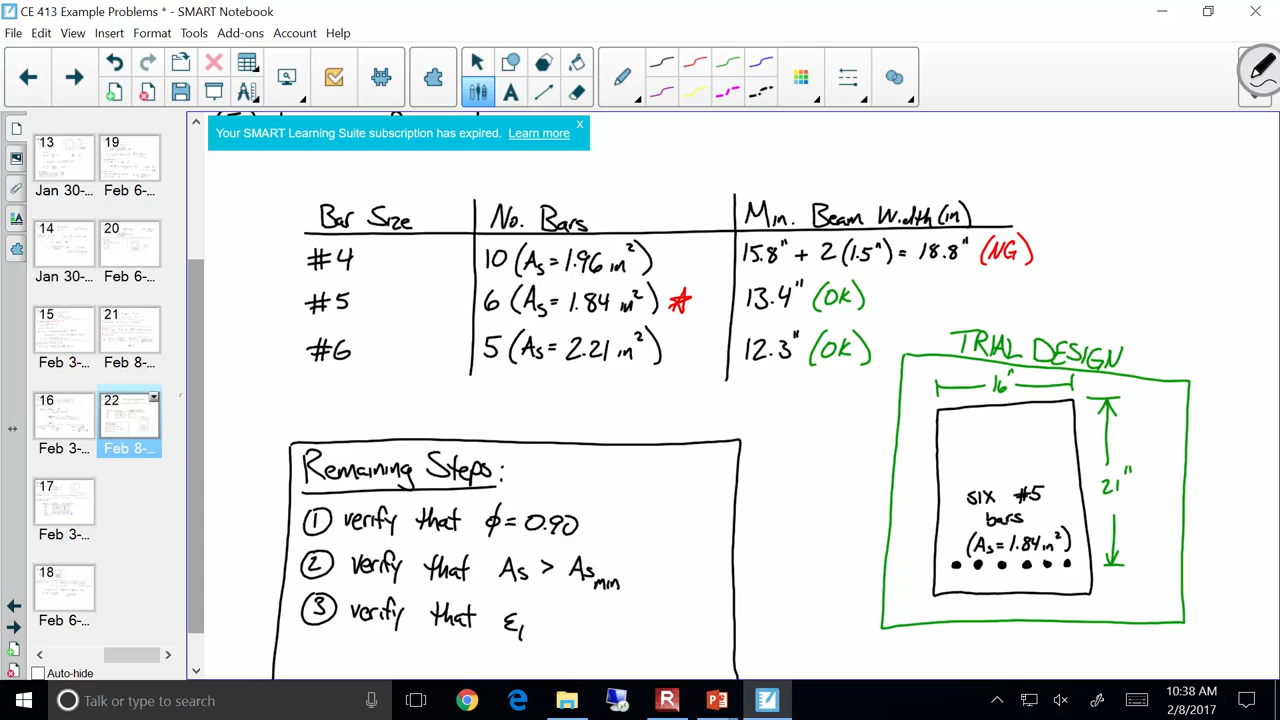 CE 413 Example Problems * - SMART Notebook
File Edit View Insert Format Tools Add-ons Account Help
Your SMART Learning Suite subscription has expired. Learn more x
13 19
Jan 30-... Feb 6-...
14 20
Jan 30-... Feb 6-...
15 21
Feb 3-... Feb 6-...
16 22
Feb 3-... Feb 8-...
17
Feb 3-...
18
Feb 6-...
Auto-hide
Bar Size No. Bars Min. Beam Width (in)
#4 10 (As = 1.96 in²) 15.8" + 2 (1.5") = 18.8" (NG)
#5 6 (As = 1.84 in²) 13.4" (OK)
#6 5 (As = 2.21 in²) 12.3" (OK)
TRIAL DESIGN
16"
21"
six #5
bars
(As = 1.84 in²)
Remaining Steps:
① verify that ϕ = 0.90
② verify that As > Asmin
③ verify that ε
Talk or type to search
10:38 AM
2/8/2017